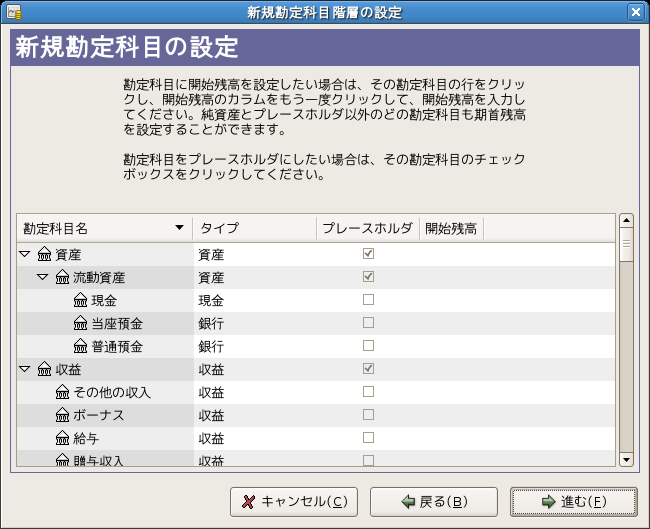 新規勘定科目階層の設定
新規勘定科目の設定
勘定科目に開始残高を設定したい場合は、その勘定科目の行をクリッ
クし、開始残高のカラムをもう一度クリックして、開始残高を入力し
てください。純資産とプレースホルダ以外のどの勘定科目も期首残高
を設定することができます。
勘定科目をプレースホルダにしたい場合は、その勘定科目のチェック
ボックスをクリックしてください。
勘定科目名 タイプ プレースホルダ 開始残高
資産 資産
流動資産 資産
現金 現金
当座預金 銀行
普通預金 銀行
収益 収益
その他の収入 収益
ボーナス 収益
給与 収益
贈与収入 収益
キャンセル(C) 戻る(B) 進む(F)